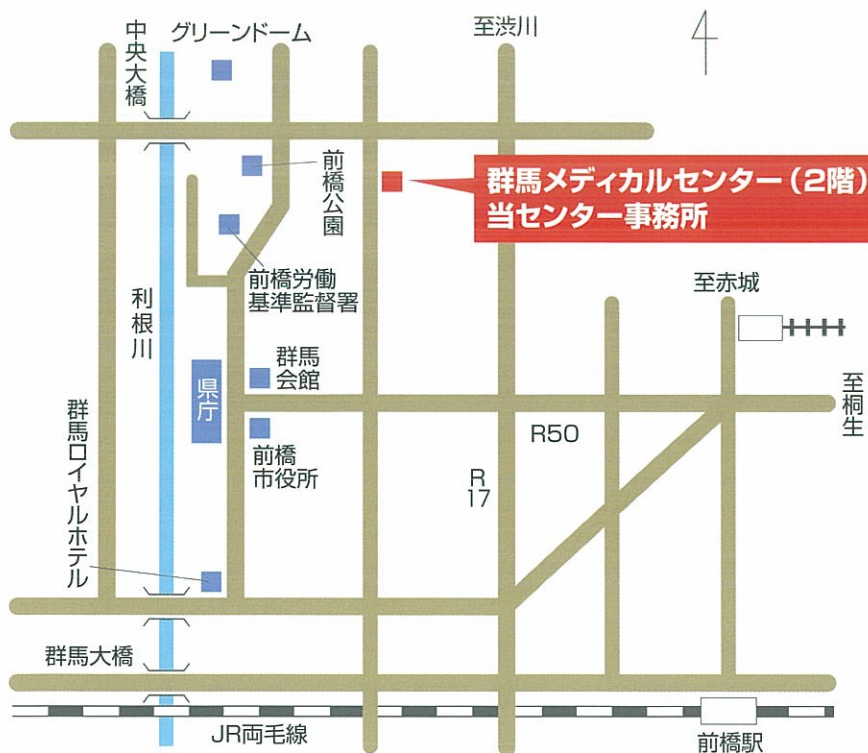 中央大橋
グリーンドーム
至渋川
前橋公園
群馬メディカルセンター（2階）
当センター事務所
前橋労働
基準監督署
至赤城
利根川
群馬
会館
県庁
至桐生
群馬ロイヤルホテル
前橋
市役所
R50
R
17
群馬大橋
JR両毛線
前橋駅